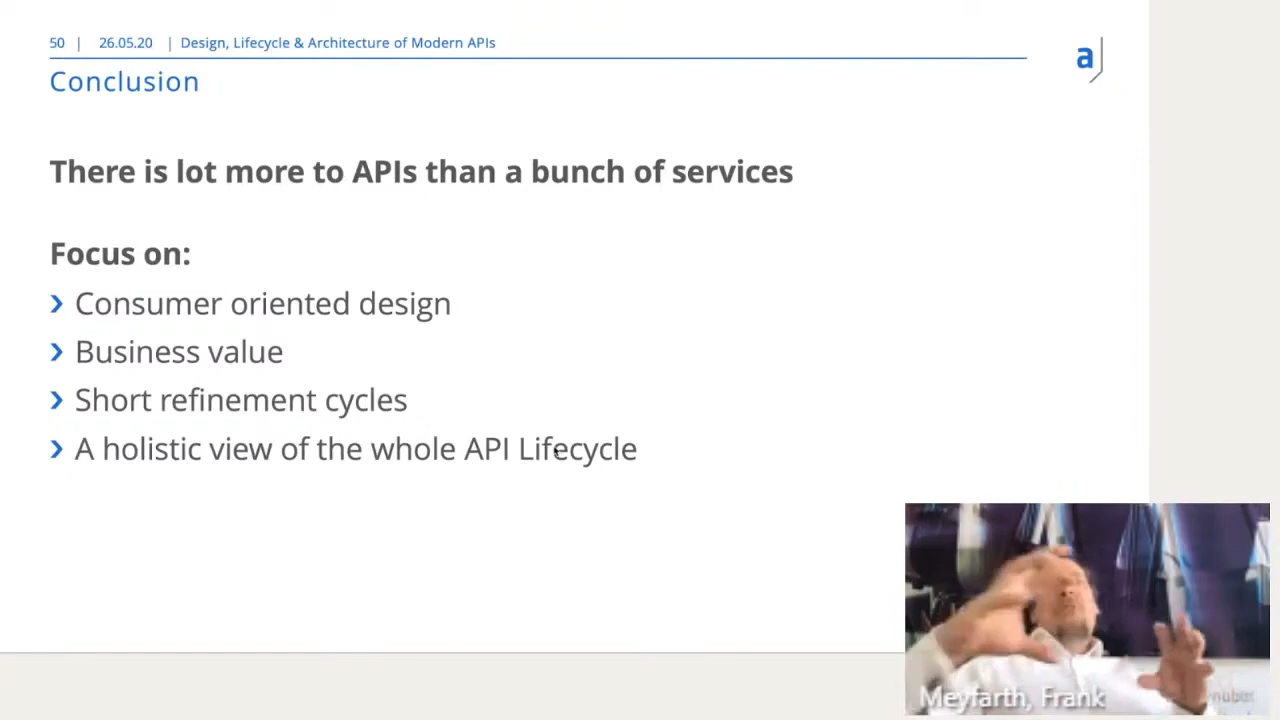 50 | 26.05.20 | Design, Lifecycle & Architecture of Modern APIs
a
Conclusion
There is lot more to APIs than a bunch of services
Focus on:
› Consumer oriented design
› Business value
› Short refinement cycles
› A holistic view of the whole API Lifecycle
Meyfarth, Frank